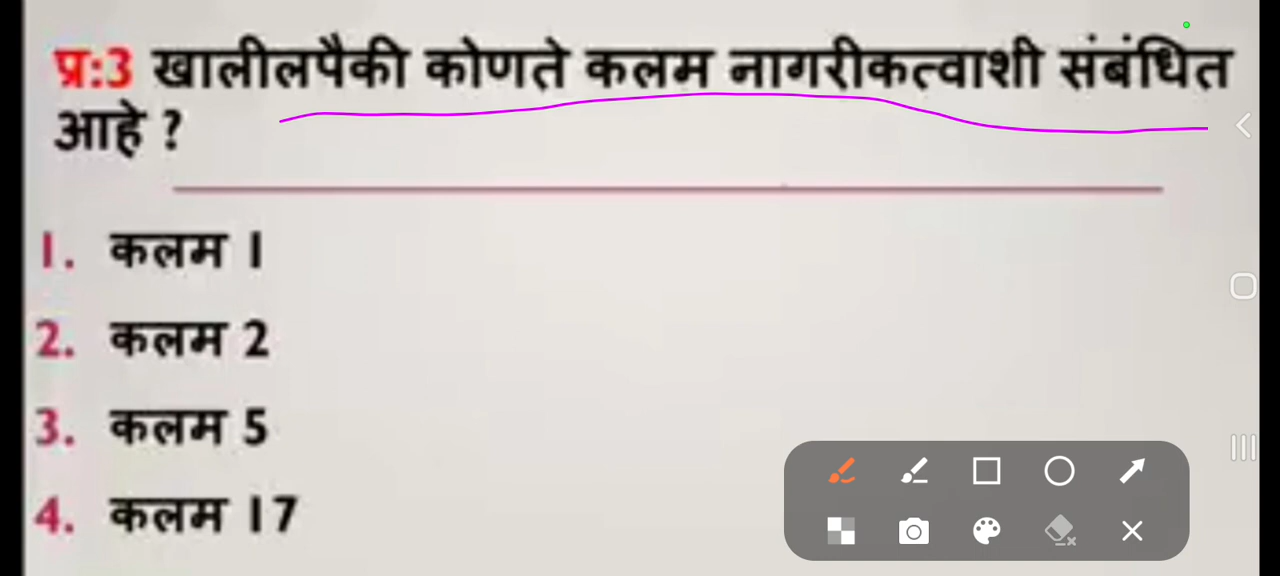 प्र:3 खालीलपैकी कोणते कलम नागरीकत्वाशी संबंधित
आहे ?
1. कलम 1
2. कलम 2
3. कलम 5
4. कलम 17